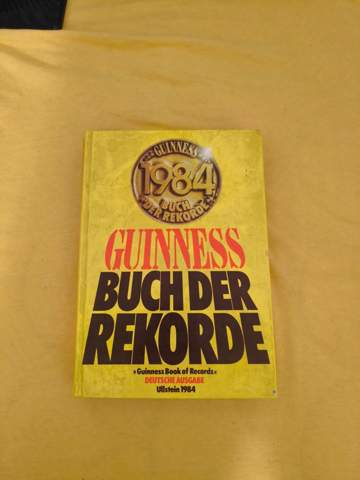 GUINNESS
1984
BUCH
DER REKORDE
GUINNESS
BUCH DER
REKORDE
»Guinness Book of Records«
DEUTSCHE AUSGABE
Ullstein 1984